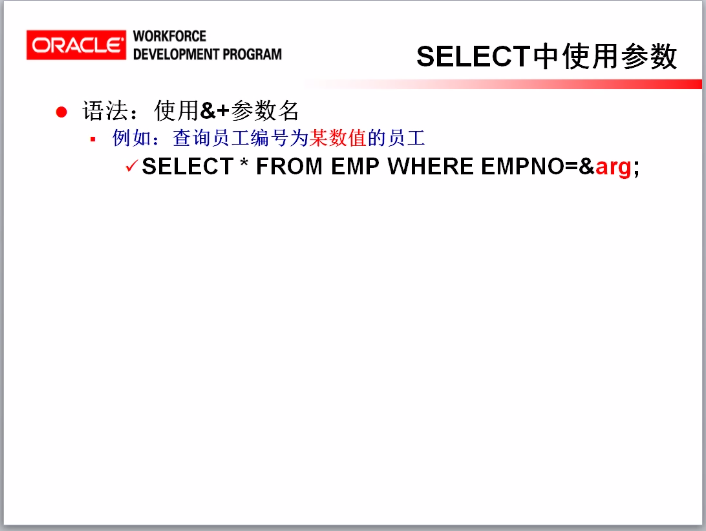 ORACLE
WORKFORCE
DEVELOPMENT PROGRAM
SELECT中使用参数
语法：使用&+参数名
例如：查询员工编号为某数值的员工
SELECT * FROM EMP WHERE EMPNO=&arg;